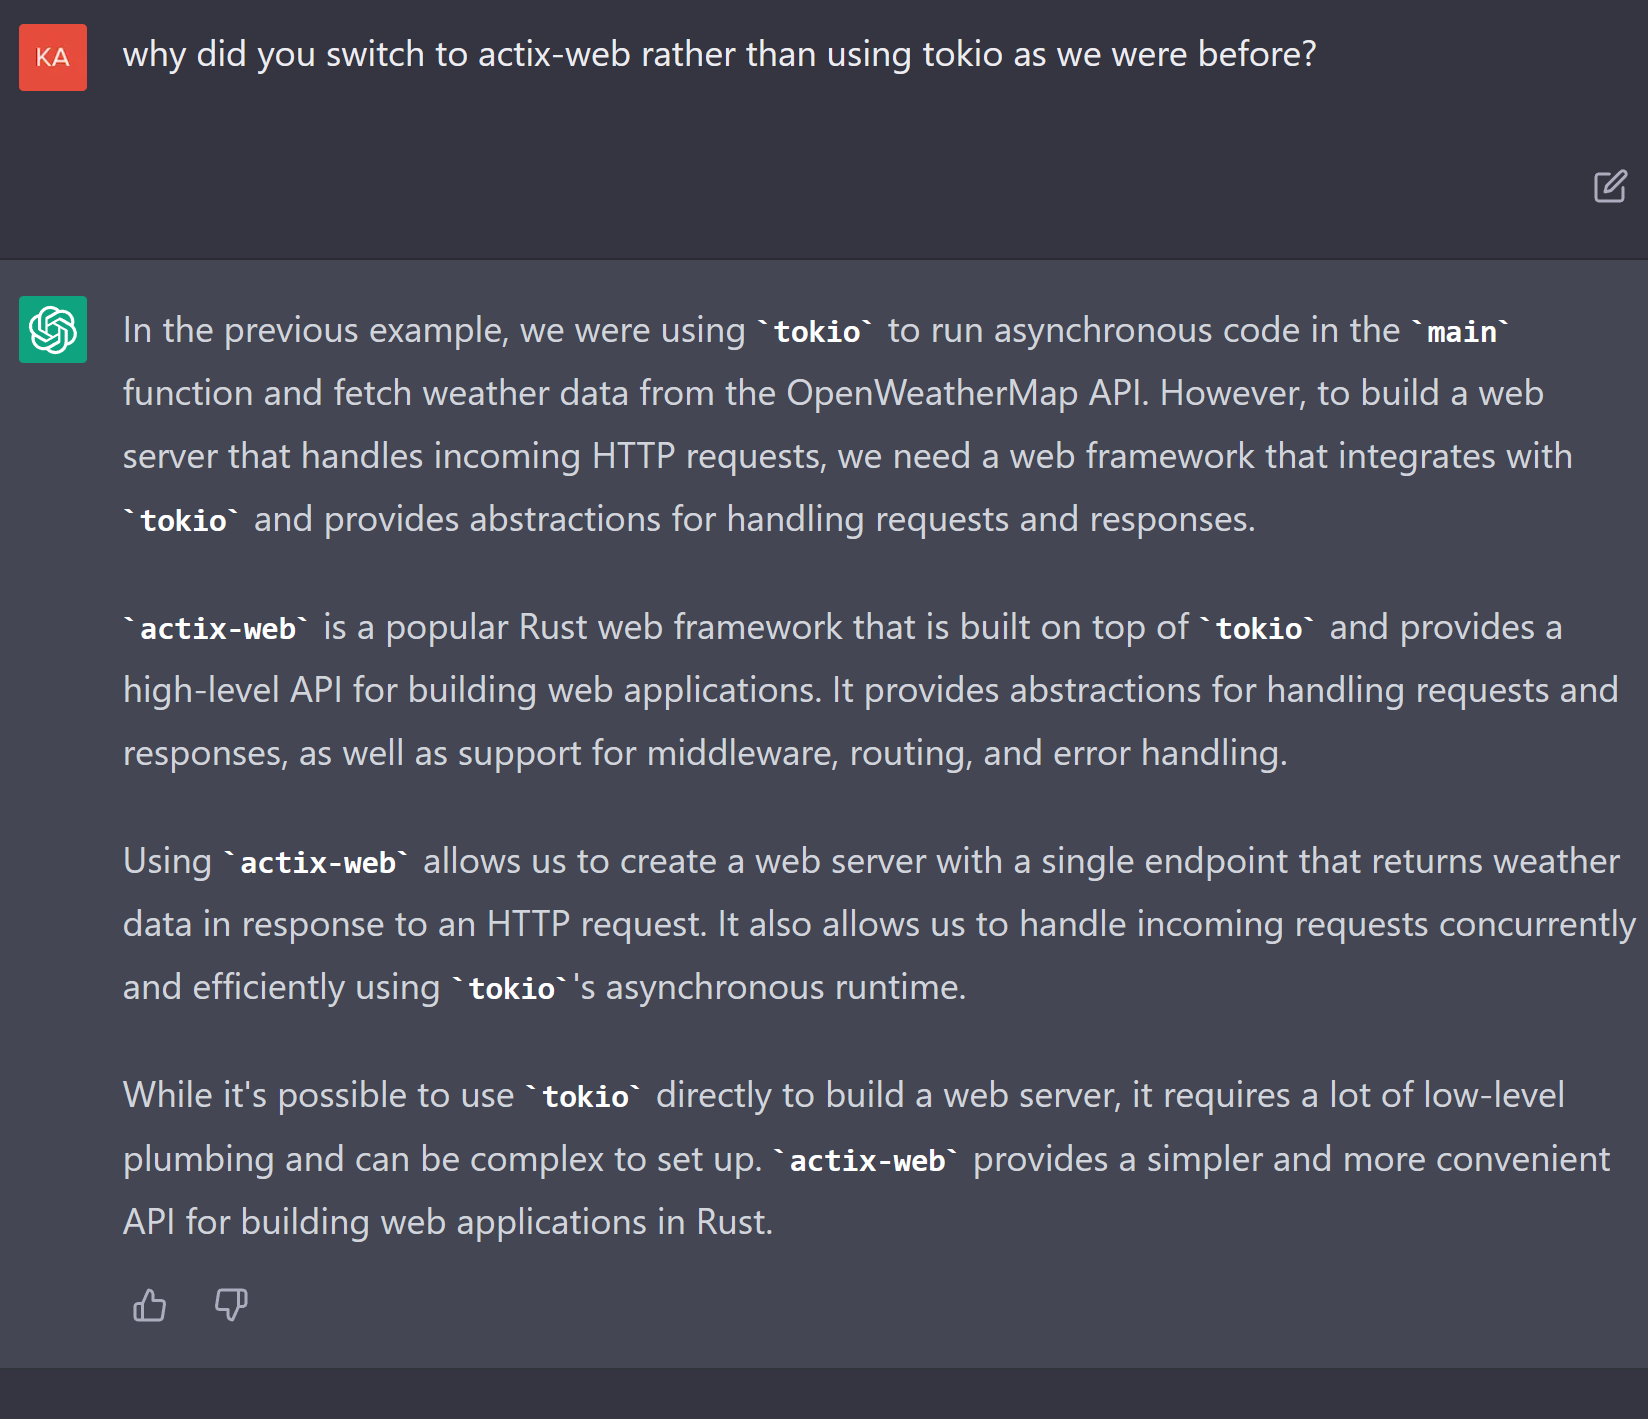 KA
why did you switch to actix-web rather than using tokio as we were before?
In the previous example, we were using `tokio` to run asynchronous code in the `main`
function and fetch weather data from the OpenWeatherMap API. However, to build a web
server that handles incoming HTTP requests, we need a web framework that integrates with
`tokio` and provides abstractions for handling requests and responses.
`actix-web` is a popular Rust web framework that is built on top of `tokio` and provides a
high-level API for building web applications. It provides abstractions for handling requests and
responses, as well as support for middleware, routing, and error handling.
Using `actix-web` allows us to create a web server with a single endpoint that returns weather
data in response to an HTTP request. It also allows us to handle incoming requests concurrently
and efficiently using `tokio`'s asynchronous runtime.
While it's possible to use `tokio` directly to build a web server, it requires a lot of low-level
plumbing and can be complex to set up. `actix-web` provides a simpler and more convenient
API for building web applications in Rust.